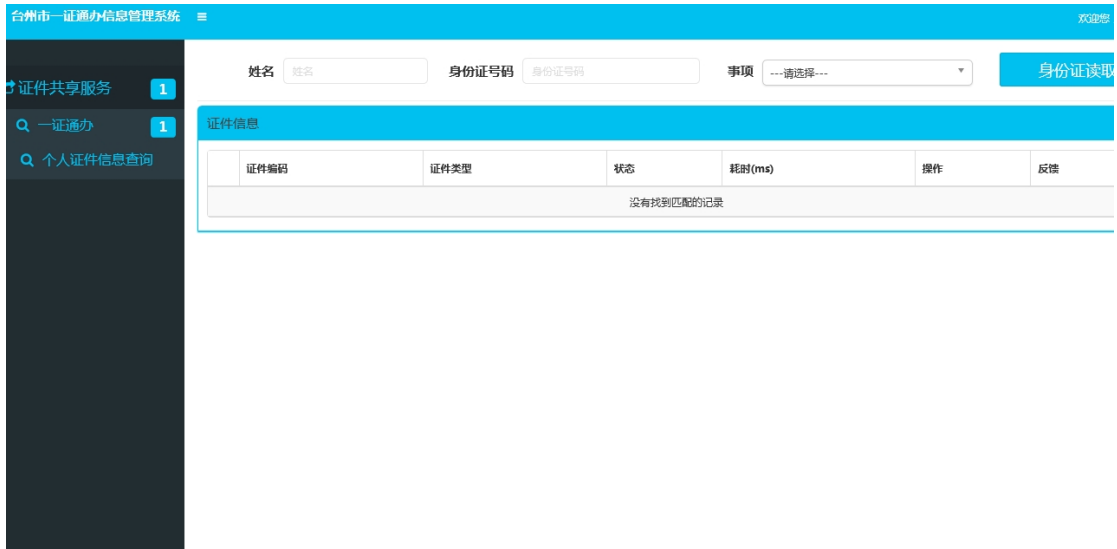 台州市一证通办信息管理系统 欢迎您
证件共享服务 1
一证通办 1
个人证件信息查询
姓名 姓名 身份证号码 身份证号码 事项 ---请选择--- 身份证读取
证件信息
证件编码 证件类型 状态 耗时(ms) 操作 反馈
没有找到匹配的记录